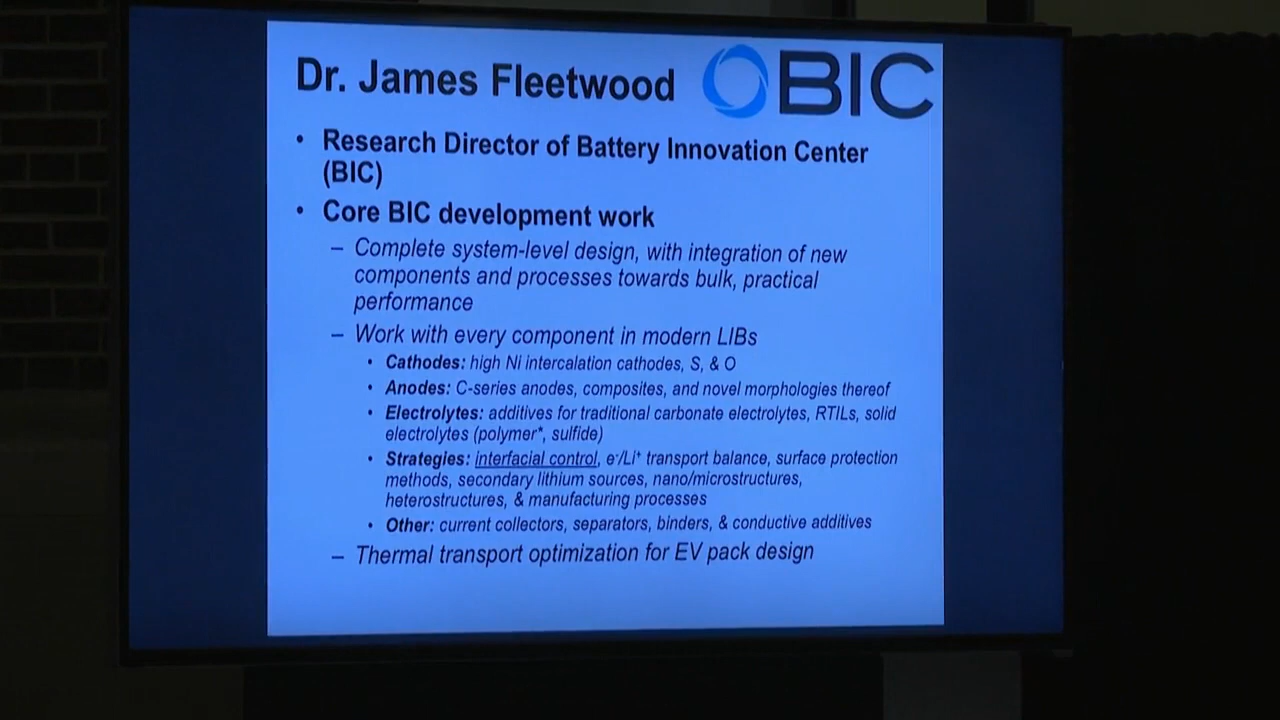 Dr. James Fleetwood
BIC
• Research Director of Battery Innovation Center
(BIC)
• Core BIC development work
– Complete system-level design, with integration of new
components and processes towards bulk, practical
performance
– Work with every component in modern LIBs
• Cathodes: high Ni intercalation cathodes, S, & O
• Anodes: C-series anodes, composites, and novel morphologies thereof
• Electrolytes: additives for traditional carbonate electrolytes, RTILs, solid
electrolytes (polymer*, sulfide)
• Strategies: interfacial control, e⁻/Li⁺ transport balance, surface protection
methods, secondary lithium sources, nano/microstructures,
heterostructures, & manufacturing processes
• Other: current collectors, separators, binders, & conductive additives
– Thermal transport optimization for EV pack design